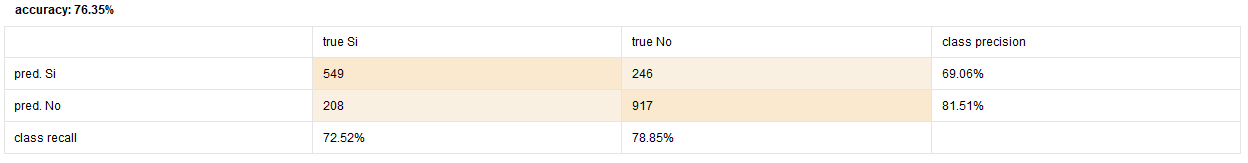 accuracy: 76.35%
true Si true No class precision
pred. Si 549 246 69.06%
pred. No 208 917 81.51%
class recall 72.52% 78.85%